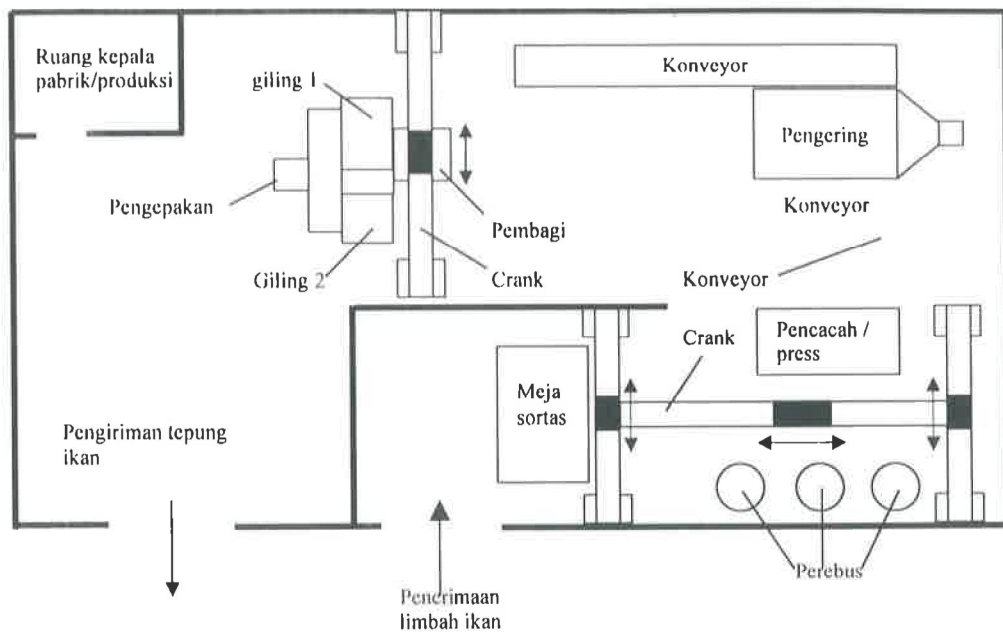 Ruang kepala
pabrik/produksi
giling 1
Konveyor
Pengering
Pengepakan
Konveyor
Pembagi
Giling 2
Crank
Konveyor
Crank
Pencacah /
press
Meja
sortas
Pengiriman tepung
ikan
Perebus
Penerimaan
limbah ikan